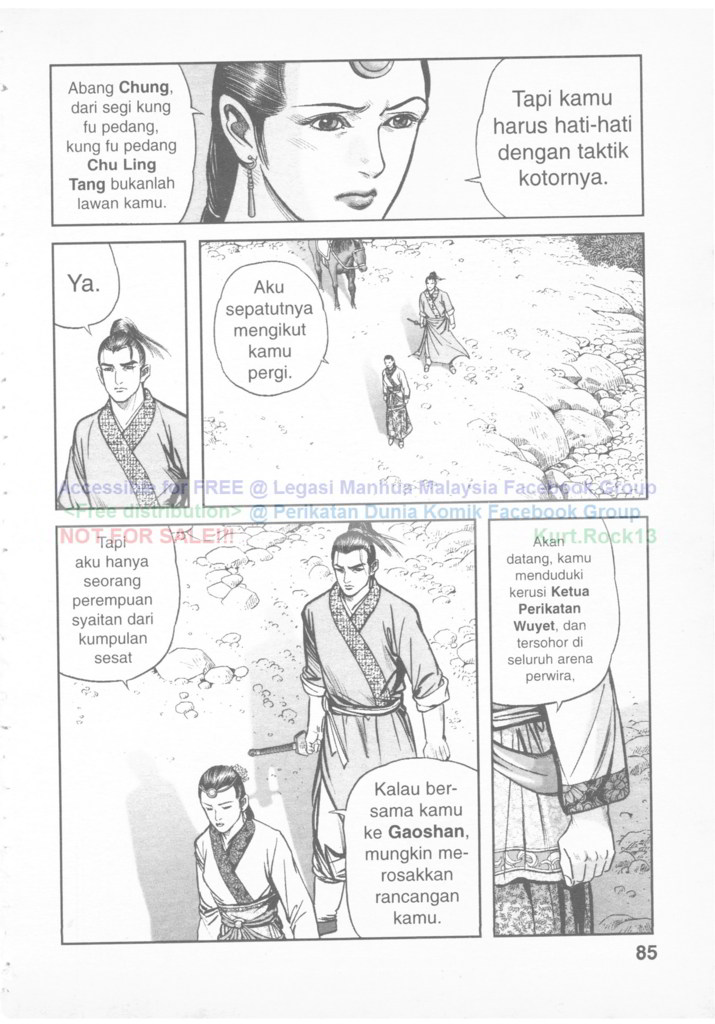 Abang Chung,
dari segi kung
fu pedang,
kung fu pedang
Chu Ling
Tang bukanlah
lawan kamu.
Tapi kamu
harus hati-hati
dengan taktik
kotornya.
Ya.
Aku
sepatutnya
mengikut
kamu
pergi.
Accessible for FREE @ Legasi Manhua Malaysia Facebook Group
<Free distribution> @ Perikatan Dunia Komik Facebook Group
NOT FOR SALE!!! Kurt.Rock13
Tapi
aku hanya
seorang
perempuan
syaitan dari
kumpulan
sesat
Kalau ber-
sama kamu
ke Gaoshan,
mungkin me-
rosakkan
rancangan
kamu.
Akan
datang, kamu
menduduki
kerusi Ketua
Perikatan
Wuyet, dan
tersohor di
seluruh arena
perwira,
85